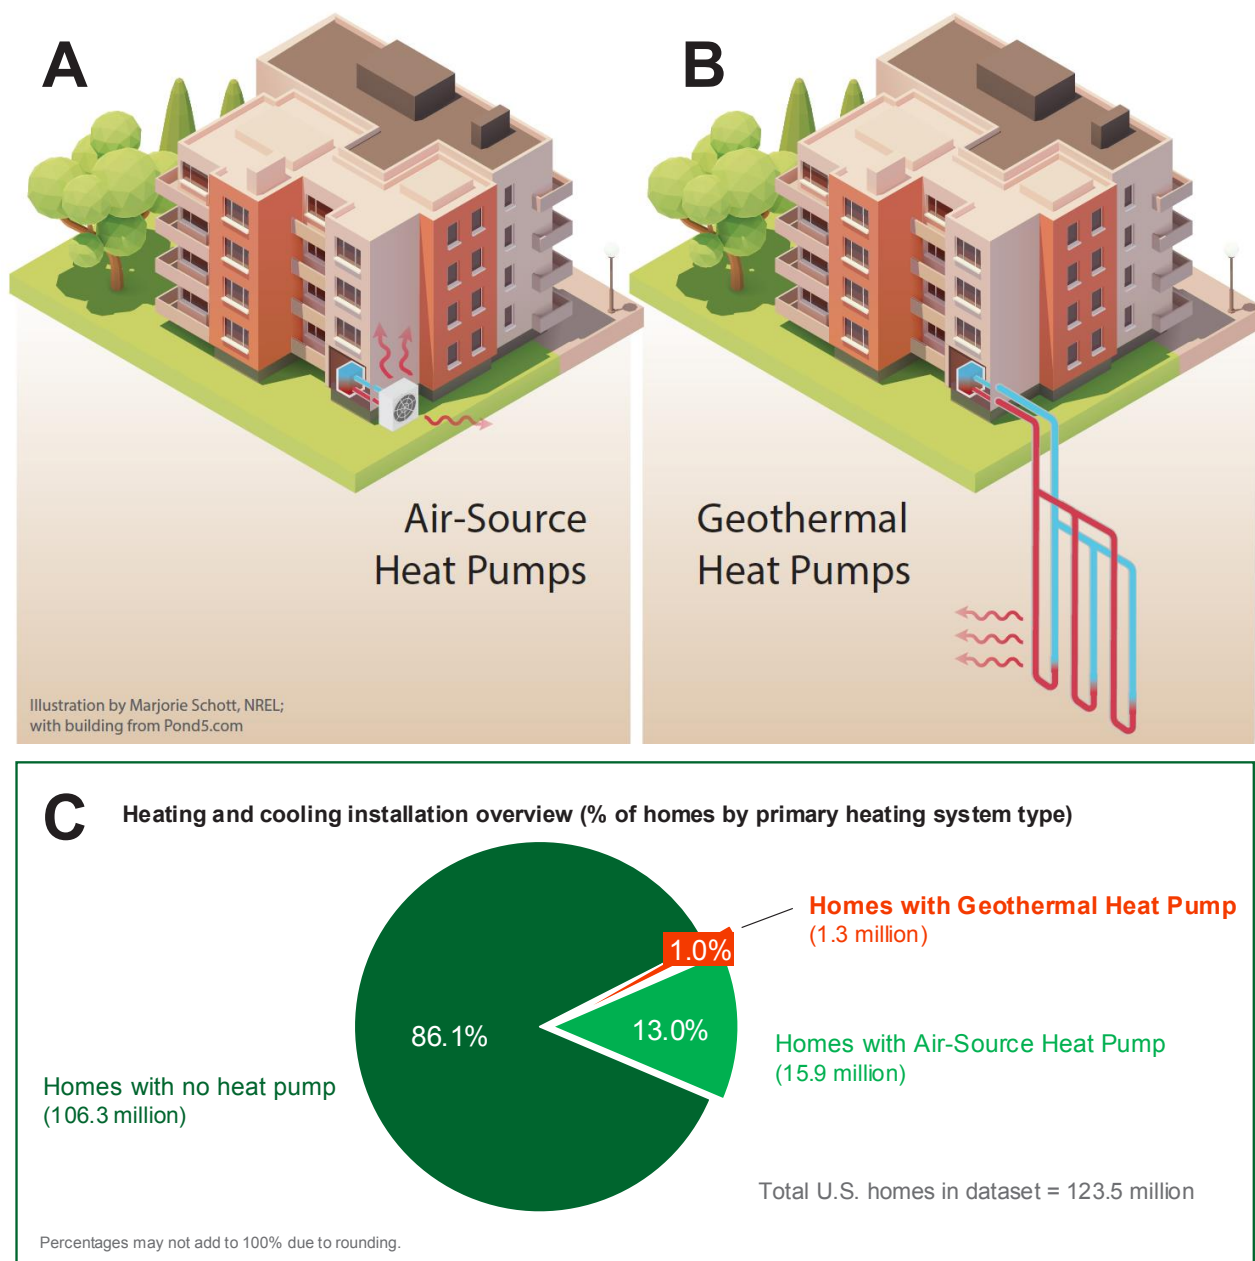 A
B
Air-Source
Heat Pumps
Geothermal
Heat Pumps
Illustration by Marjorie Schott, NREL;
with building from Pond5.com
C
Heating and cooling installation overview (% of homes by primary heating system type)
Homes with Geothermal Heat Pump
(1.3 million)
1.0%
86.1%
13.0%
Homes with Air-Source Heat Pump
(15.9 million)
Homes with no heat pump
(106.3 million)
Total U.S. homes in dataset = 123.5 million
Percentages may not add to 100% due to rounding.